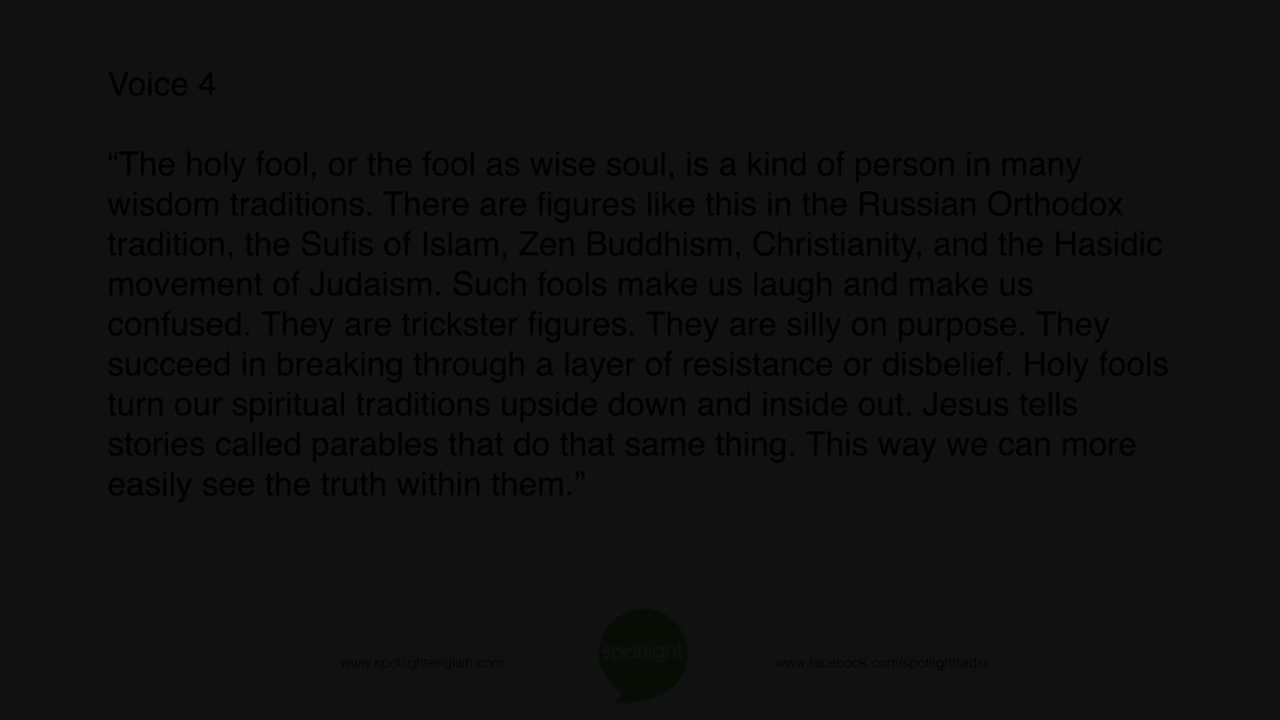 Voice 4
“The holy fool, or the fool as wise soul, is a kind of person in many
wisdom traditions. There are figures like this in the Russian Orthodox
tradition, the Sufis of Islam, Zen Buddhism, Christianity, and the Hasidic
movement of Judaism. Such fools make us laugh and make us
confused. They are trickster figures. They are silly on purpose. They
succeed in breaking through a layer of resistance or disbelief. Holy fools
turn our spiritual traditions upside down and inside out. Jesus tells
stories called parables that do that same thing. This way we can more
easily see the truth within them.”
spotlight
www.spotlightenglish.com
www.facebook.com/spotlightradio